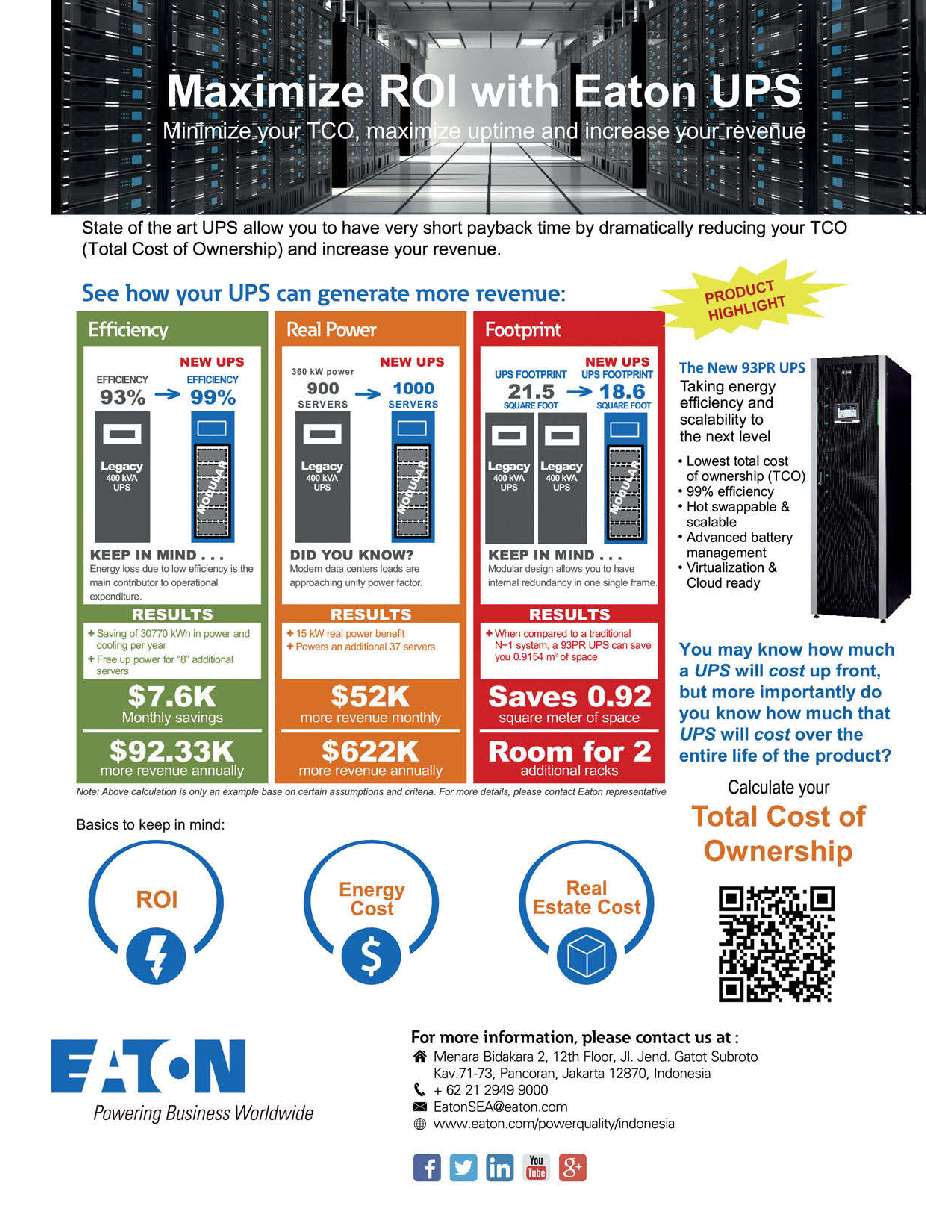 Maximize ROI with Eaton UPS
Minimize your TCO, maximize uptime and increase your revenue
State of the art UPS allow you to have very short payback time by dramatically reducing your TCO
(Total Cost of Ownership) and increase your revenue.
See how your UPS can generate more revenue:
PRODUCT
HIGHLIGHT
Efficiency
NEW UPS
EFFICIENCY
EFFICIENCY
93%
99%
Legacy
400 kVA
UPS
MODULAR
KEEP IN MIND . . .
Energy loss due to low efficiency is the
main contributor to operational
expenditure.
RESULTS
+ Saving of 30770 kWh in power and
cooling per year
+ Free up power for "8" additional
servers
$7.6K
Monthly savings
$92.33K
more revenue annually
Real Power
NEW UPS
360 kW power
900
SERVERS
1000
SERVERS
Legacy
400 kVA
UPS
MODULAR
DID YOU KNOW?
Modern data centers loads are
approaching unity power factor.
RESULTS
+ 15 kW real power benefit
+ Powers an additional 37 servers
$52K
more revenue monthly
$622K
more revenue annually
Footprint
NEW UPS
UPS FOOTPRINT
UPS FOOTPRINT
21.5
SQUARE FOOT
18.6
SQUARE FOOT
Legacy
400 kVA
UPS
Legacy
400 kVA
UPS
MODULAR
KEEP IN MIND . . .
Modular design allows you to have
internal redundancy in one single frame.
RESULTS
+ When compared to a traditional
N+1 system, a 93PR UPS can save
you 0.9154 m² of space
Saves 0.92
square meter of space
Room for 2
additional racks
Note: Above calculation is only an example base on certain assumptions and criteria. For more details, please contact Eaton representative
The New 93PR UPS
Taking energy
efficiency and
scalability to
the next level
• Lowest total cost
of ownership (TCO)
• 99% efficiency
• Hot swappable &
scalable
• Advanced battery
management
• Virtualization &
Cloud ready
You may know how much
a UPS will cost up front,
but more importantly do
you know how much that
UPS will cost over the
entire life of the product?
Calculate your
Total Cost of
Ownership
Basics to keep in mind:
ROI
Energy
Cost
$
Real
Estate Cost
EATON
Powering Business Worldwide
For more information, please contact us at :
Menara Bidakara 2, 12th Floor, Jl. Jend. Gatot Subroto
Kav.71-73, Pancoran, Jakarta 12870, Indonesia
+ 62 21 2949 9000
EatonSEA@eaton.com
www.eaton.com/powerquality/indonesia
f
in
You
Tube
g+